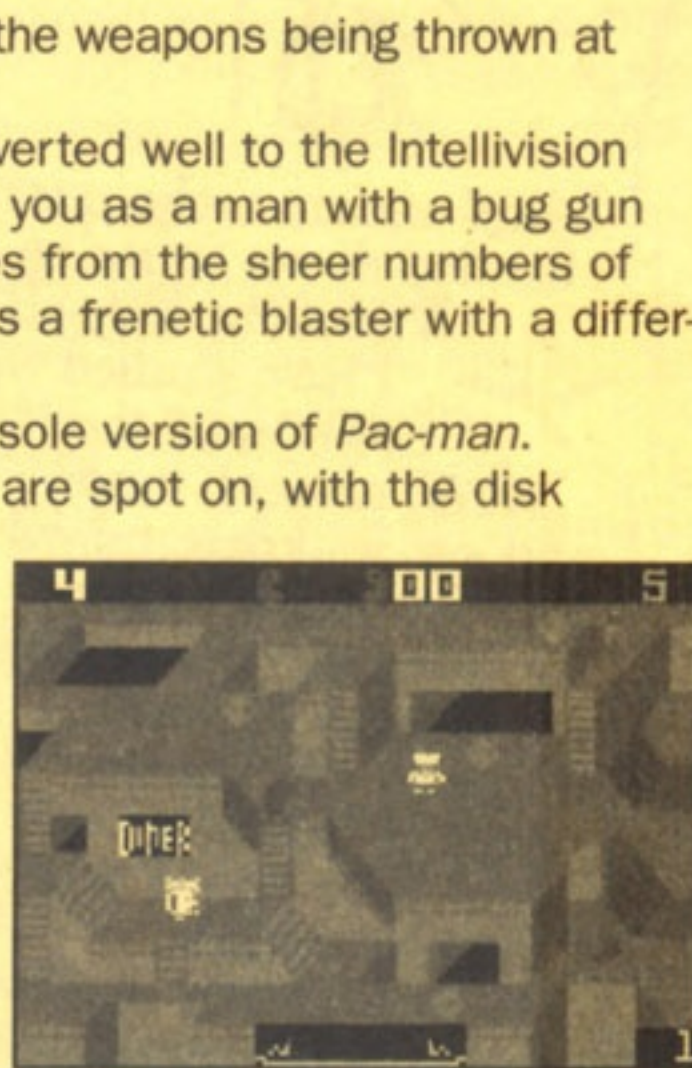 the weapons being thrown at
verted well to the Intellivision
you as a man with a bug gun
s from the sheer numbers of
s a frenetic blaster with a differ-
sole version of Pac-man.
are spot on, with the disk
4 00 5
DINER
1